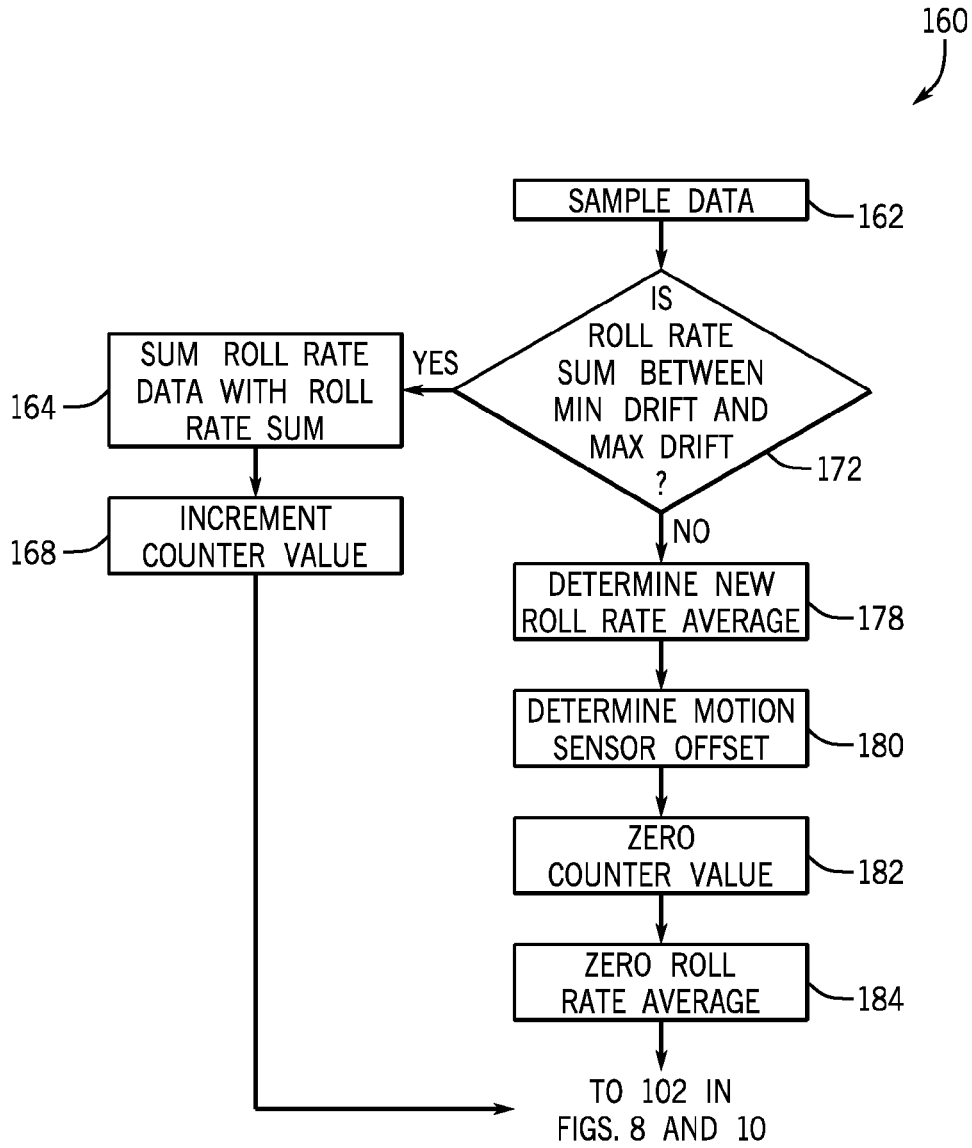 160
SAMPLE DATA
162
IS
ROLL RATE
SUM BETWEEN
MIN DRIFT AND
MAX DRIFT
?
172
YES
SUM ROLL RATE
DATA WITH ROLL
RATE SUM
164
INCREMENT
COUNTER VALUE
168
NO
DETERMINE NEW
ROLL RATE AVERAGE
178
DETERMINE MOTION
SENSOR OFFSET
180
ZERO
COUNTER VALUE
182
ZERO ROLL
RATE AVERAGE
184
TO 102 IN
FIGS. 8 AND 10